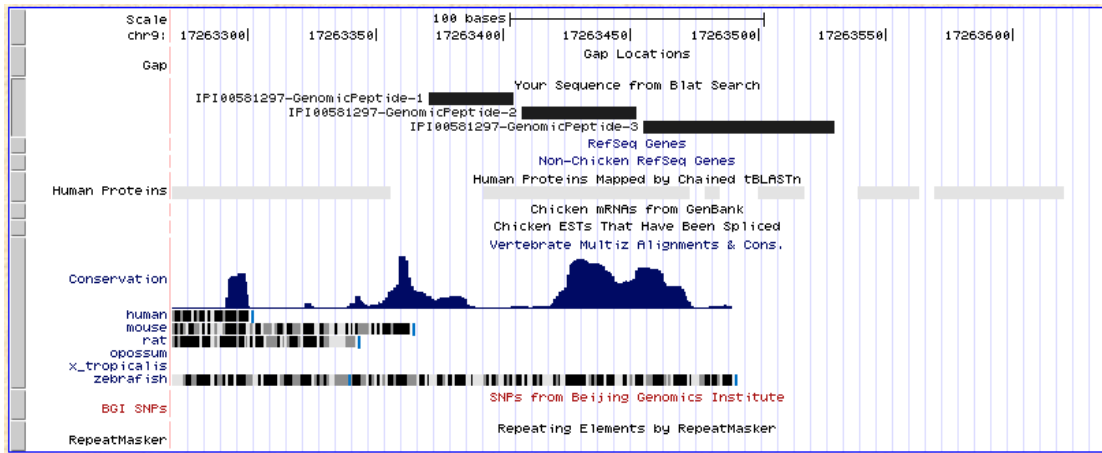 Scale 100 bases
chr9: 17263300 17263350 17263400 17263450 17263500 17263550 17263600
Gap Locations
Gap
Your Sequence from Blat Search
IPI00581297-GenomicPeptide-1
IPI00581297-GenomicPeptide-2
IPI00581297-GenomicPeptide-3
RefSeq Genes
Non-Chicken RefSeq Genes
Human Proteins Mapped by Chained tBLASTn
Human Proteins
Chicken mRNAs from GenBank
Chicken ESTs That Have Been Spliced
Vertebrate Multiz Alignments & Cons.
Conservation
human
mouse
rat
opossum
x_tropicalis
zebrafish
SNPs from Beijing Genomics Institute
BGI SNPs
Repeating Elements by RepeatMasker
RepeatMasker